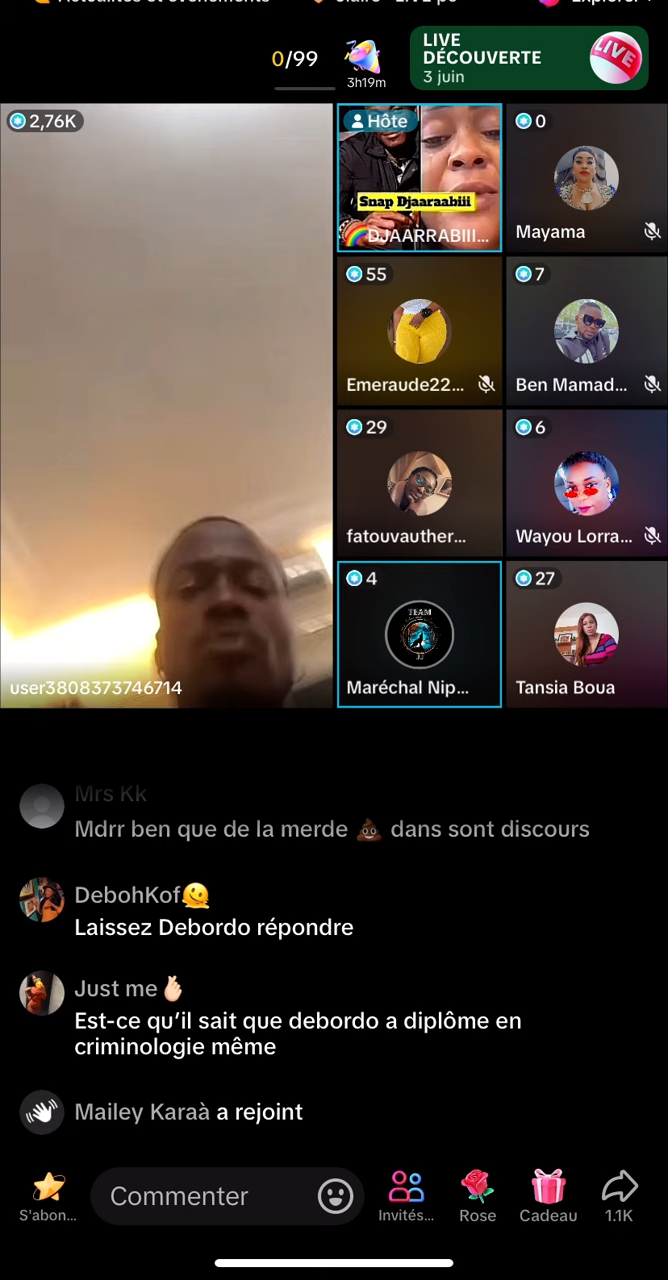 0/99
3h19m
LIVE
DÉCOUVERTE
3 juin
LIVE
2,76K
Hôte
Snap Djaaraabiii
DJAARRABIII...
0
Mayama
55
Emeraude22...
7
Ben Mamad...
29
fatouvauther...
6
Wayou Lorra...
4
TEAM
Maréchal Nip...
27
Tansia Boua
user3808373746714
Mrs Kk
Mdrr ben que de la merde 💩 dans sont discours
DebohKof🫠
Laissez Debordo répondre
Just me🫰🏻
Est-ce qu’il sait que debordo a diplôme en
criminologie même
Mailey Karaà a rejoint
S'abon...
Commenter
Invités...
Rose
Cadeau
1.1K